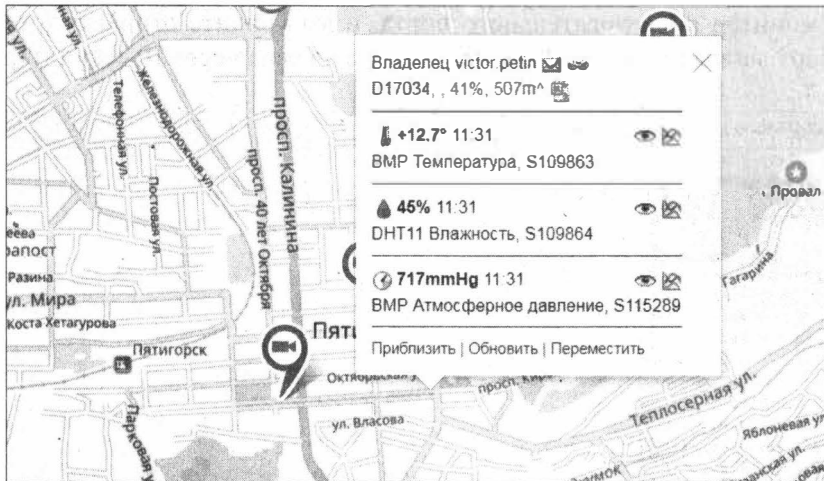 Владелец victor.petin
D17034, , 41%, 507m^
+12.7° 11:31
BMP Температура, S109863
45% 11:31
DHT11 Влажность, S109864
717mmHg 11:31
BMP Атмосферное давление, S115289
Приблизить | Обновить | Переместить
Железнодорожная ул.
Телефонная ул.
Постовая ул.
просп. Калинина
просп. 40 лет Октября
Провал
Гагарина
Разина
ул. Мира
Коста Хетагурова
Пятигорск
Октябрьская
ул. Власова
просп.
Теплосерная ул.
Парковая
Яблоневая ул.